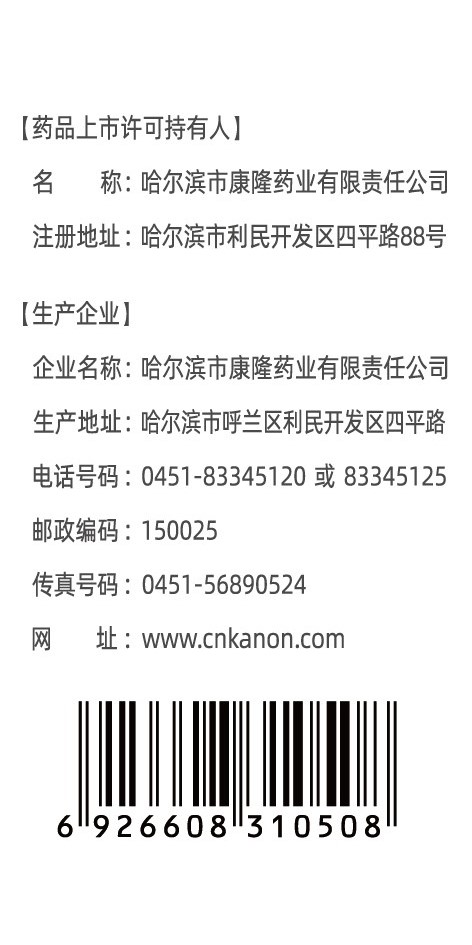 【药品上市许可持有人】
名 称：哈尔滨市康隆药业有限责任公司
注册地址：哈尔滨市利民开发区四平路88号
【生产企业】
企业名称：哈尔滨市康隆药业有限责任公司
生产地址：哈尔滨市呼兰区利民开发区四平路
电话号码：0451-83345120 或 83345125
邮政编码：150025
传真号码：0451-56890524
网 址：www.cnkanon.com
6 926608 310508